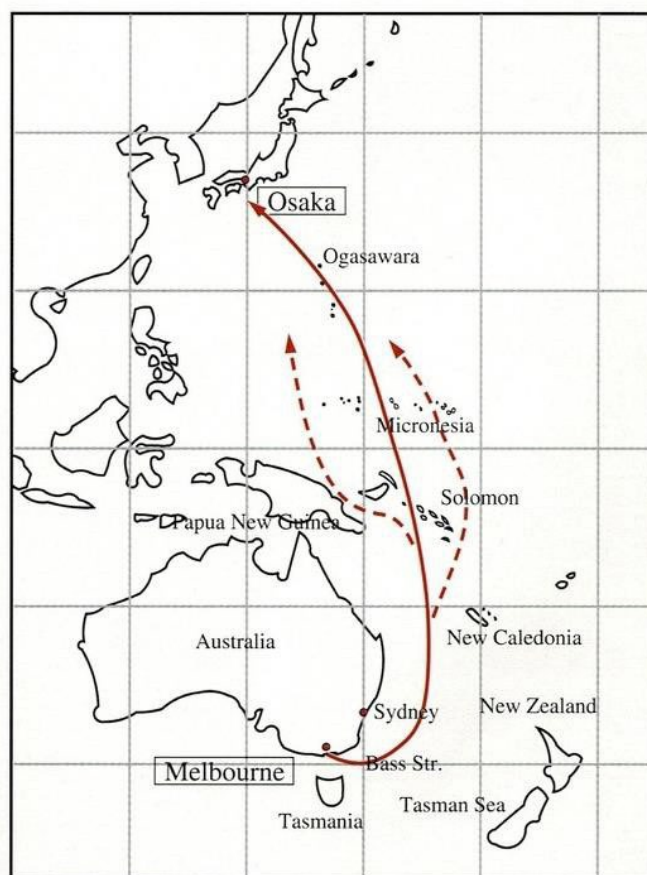 Osaka
Ogasawara
Micronesia
Solomon
Papua New Guinea
Australia
New Caledonia
New Zealand
Sydney
Melbourne
Bass Str.
Tasman Sea
Tasmania